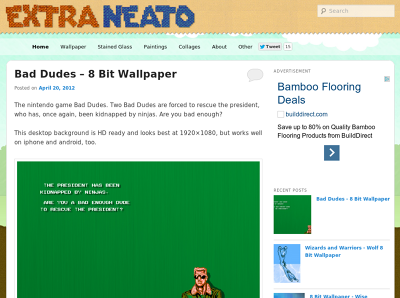 EXTRA NEATO
Search
Home Wallpaper Stained Glass Paintings Collages About Other Tweet 15
Bad Dudes – 8 Bit Wallpaper
Posted on April 20, 2012
The nintendo game Bad Dudes. Two Bad Dudes are forced to rescue the president,
who has, once again, been kidnapped by ninjas. Are you bad enough?
This desktop background is HD ready and looks best at 1920×1080, but works well
on iphone and android, too.
THE PRESIDENT HAS BEEN
KIDNAPPED BY NINJAS.
ARE YOU A BAD ENOUGH DUDE
TO RESCUE THE PRESIDENT?
ADVERTISEMENT
Bamboo Flooring
Deals
builddirect.com
Save up to 80% on Quality Bamboo
Flooring Products from BuildDirect
RECENT POSTS
Bad Dudes – 8 Bit Wallpaper
Wizards and Warriors – Wolf 8
Bit Wallpaper
8 Bit Wallpaper – Wise